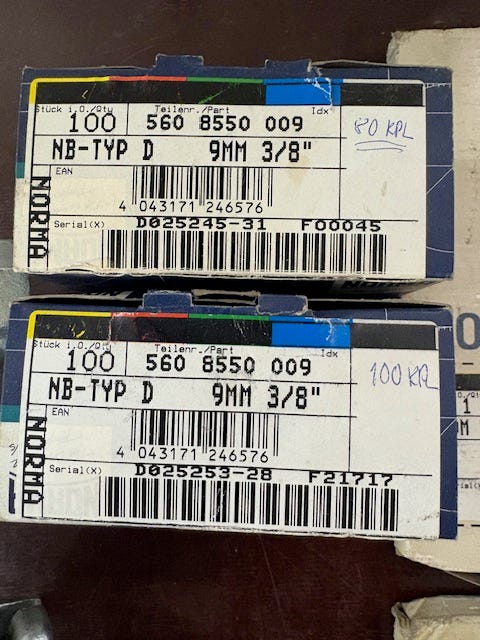 Stück i.O./Qty
Teilenr./Part
Idx
100
560 8550 009
80 KPL
NB-TYP D 9MM 3/8"
EAN
4 043171 246576
NORMA
Serial(X)
D025245-31 F00045
Stück i.O./Qty
Teilenr./Part
Idx
100
560 8550 009
100 KPL
NB-TYP D 9MM 3/8"
EAN
4 043171 246576
NORMA
Serial(X)
D025253-28 F21717